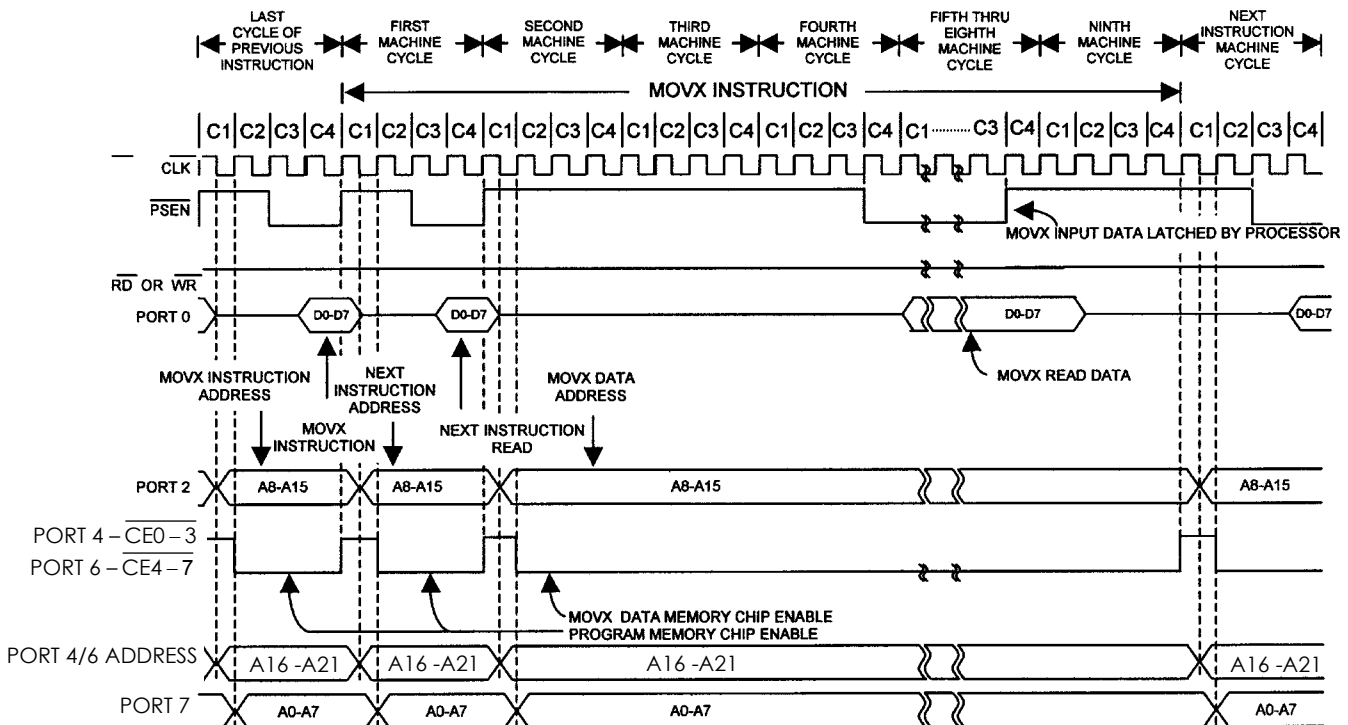 LAST CYCLE OF PREVIOUS INSTRUCTION
FIRST MACHINE CYCLE
SECOND MACHINE CYCLE
THIRD MACHINE CYCLE
FOURTH MACHINE CYCLE
FIFTH THRU EIGHTH MACHINE CYCLE
NINTH MACHINE CYCLE
NEXT INSTRUCTION MACHINE CYCLE
MOVX INSTRUCTION
C1 C2 C3 C4 C1 C2 C3 C4 C1 C2 C3 C4 C1 C2 C3 C4 C1 C2 C3 C4 C1 ......... C3 C4 C1 C2 C3 C4 C1 C2 C3 C4
CLK
PSEN
MOVX INPUT DATA LATCHED BY PROCESSOR
RD OR WR
PORT 0 D0-D7 D0-D7 D0-D7 D0-D7
MOVX INSTRUCTION ADDRESS
NEXT INSTRUCTION ADDRESS
MOVX DATA ADDRESS
MOVX READ DATA
MOVX INSTRUCTION
NEXT INSTRUCTION READ
PORT 2 A8-A15 A8-A15 A8-A15 A8-A15
PORT 4 – CE0 – 3
PORT 6 – CE4 – 7
MOVX DATA MEMORY CHIP ENABLE
PROGRAM MEMORY CHIP ENABLE
PORT 4/6 ADDRESS A16 -A21 A16 -A21 A16 -A21 A16 -A21
PORT 7 A0-A7 A0-A7 A0-A7 A0-A7